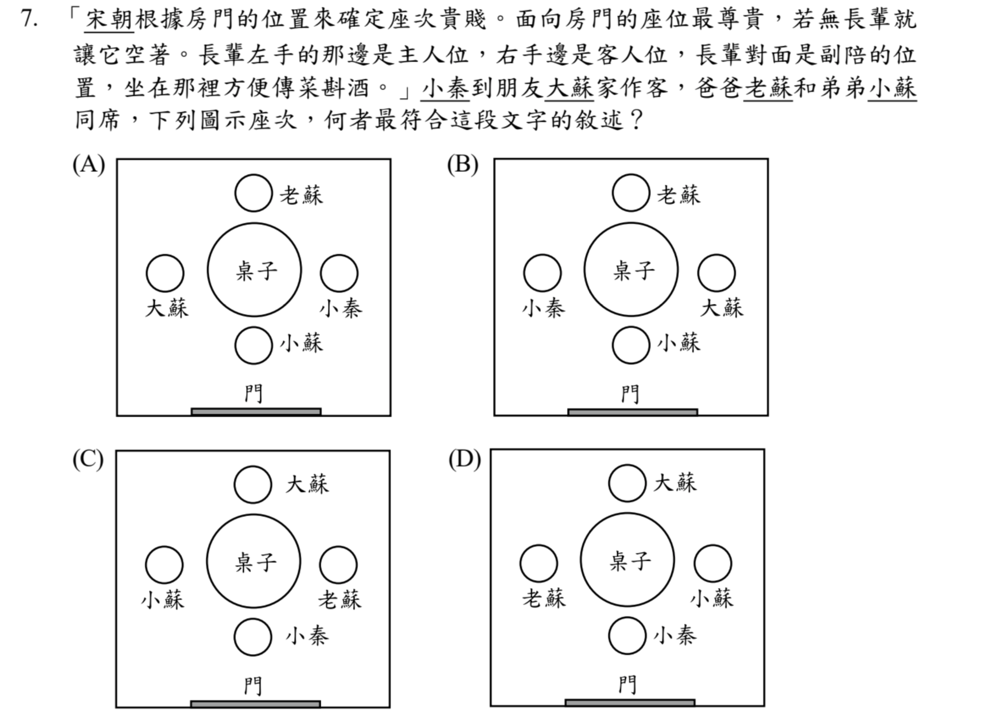 7. 「宋朝根據房門的位置來確定座次貴賤。面向房門的座位最尊貴，若無長輩就
讓它空著。長輩左手的那邊是主人位，右手邊是客人位，長輩對面是副陪的位
置，坐在那裡方便傳菜斟酒。」小秦到朋友大蘇家作客，爸爸老蘇和弟弟小蘇
同席，下列圖示座次，何者最符合這段文字的敘述？
(A)
老蘇
桌子
大蘇
小秦
小蘇
門
(B)
老蘇
桌子
小秦
大蘇
小蘇
門
(C)
大蘇
桌子
小蘇
老蘇
小秦
門
(D)
大蘇
桌子
老蘇
小蘇
小秦
門